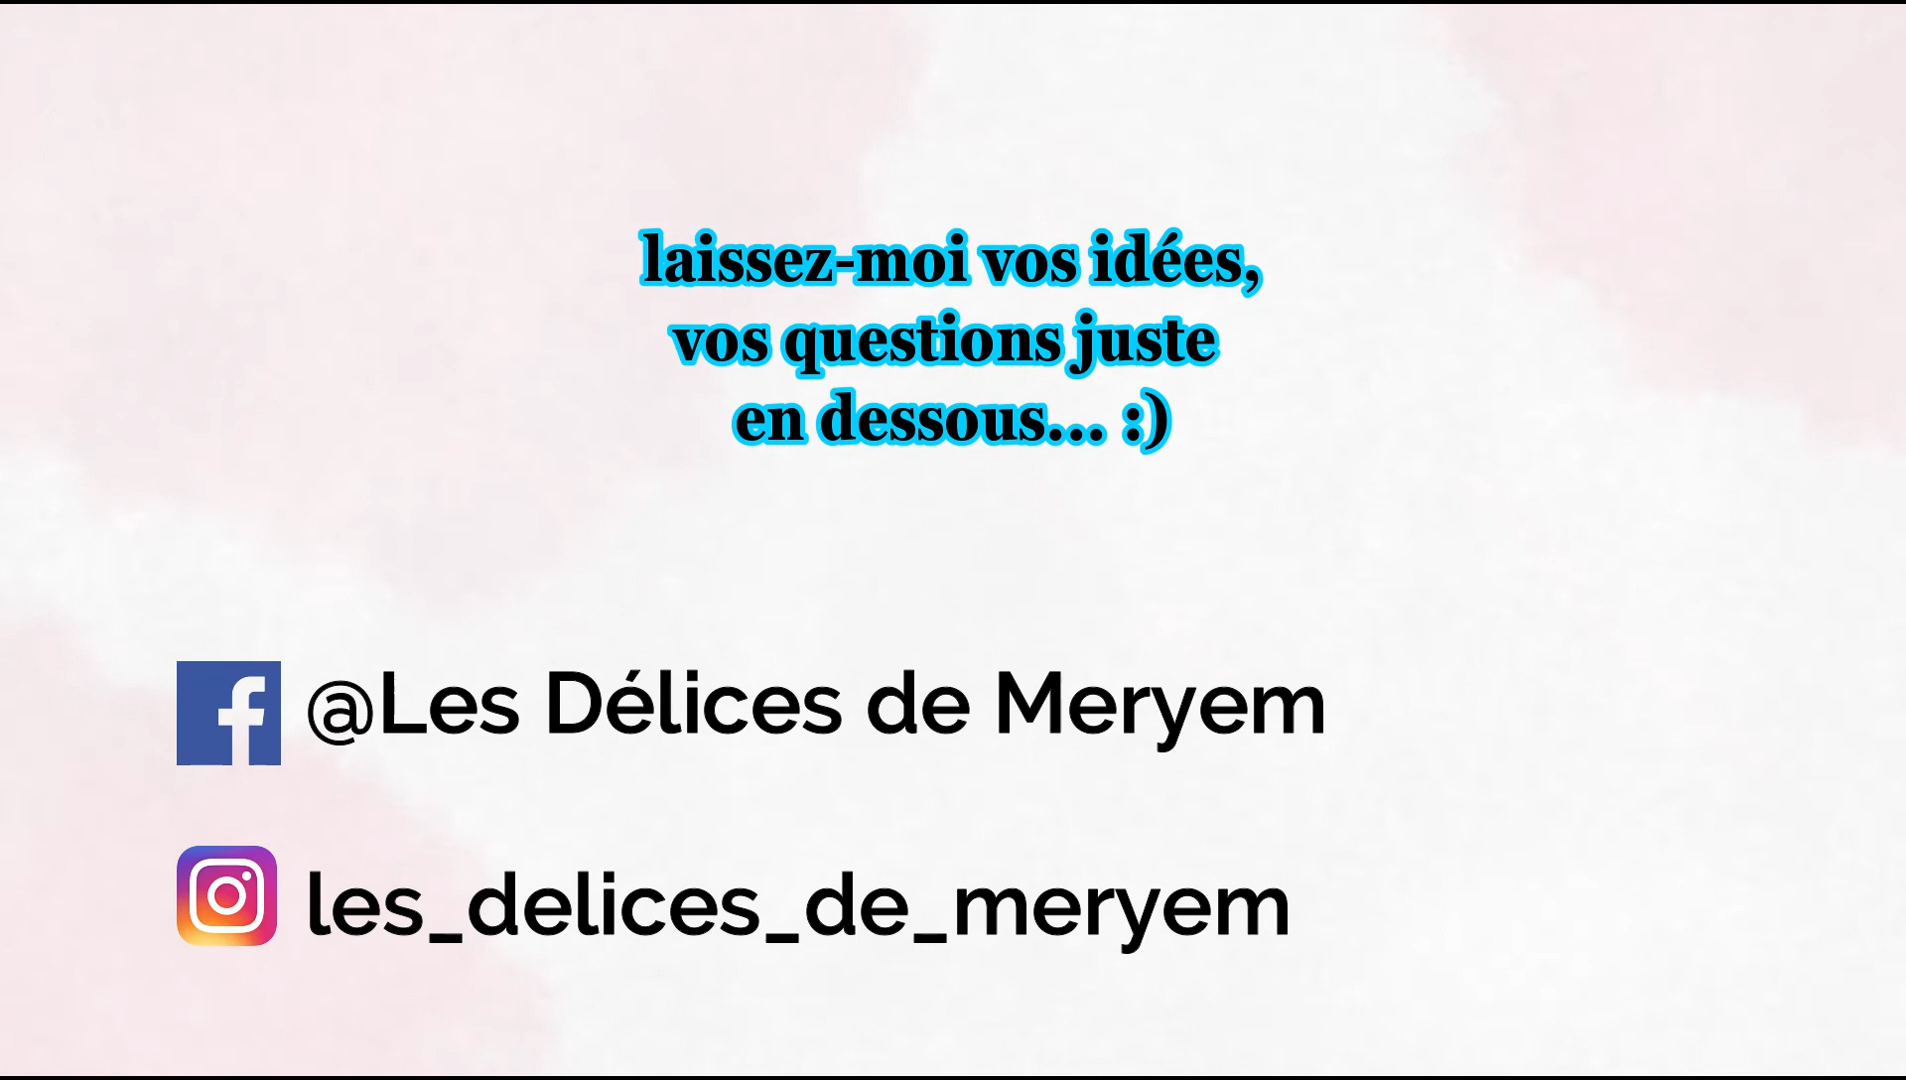 laissez-moi vos idées,
vos questions juste
en dessous... :)
@Les Délices de Meryem
les_delices_de_meryem